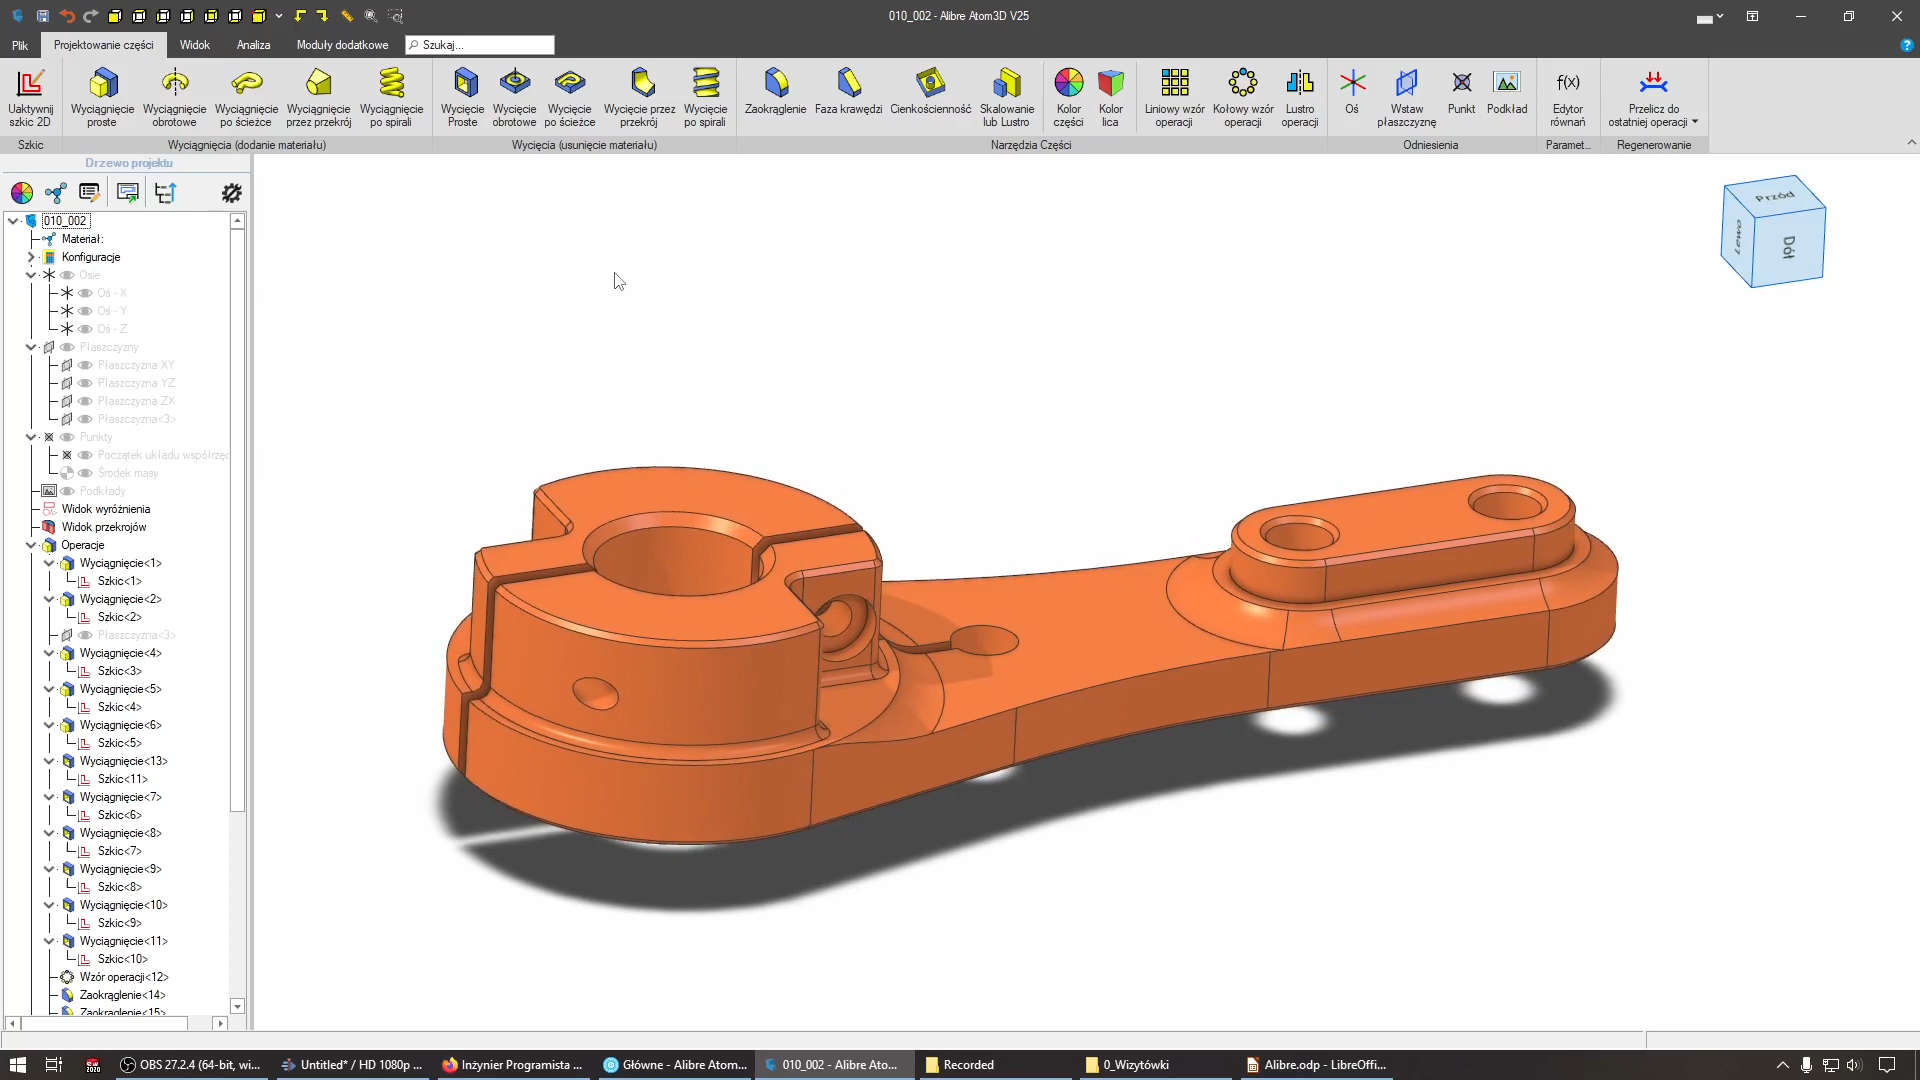 010_002 - Alibre Atom3D V25
Plik
Projektowanie części
Widok
Analiza
Moduły dodatkowe
Szukaj...
Uaktywnij szkic 2D
Wyciągnięcie proste
Wyciągnięcie obrotowe
Wyciągnięcie po ścieżce
Wyciągnięcie przez przekrój
Wyciągnięcie po spirali
Wycięcie Proste
Wycięcie obrotowe
Wycięcie po ścieżce
Wycięcie przez przekrój
Wycięcie po spirali
Zaokrąglenie
Faza krawędzi
Cienkościenność
Skalowanie lub Lustro
Kolor części
Kolor lica
Liniowy wzór operacji
Kołowy wzór operacji
Lustro operacji
Oś
Wstaw płaszczyznę
Punkt
Podkład
f(x)
Edytor równań
Przelicz do ostatniej operacji
Szkic
Wyciągnięcia (dodanie materiału)
Wycięcia (usunięcie materiału)
Narzędzia Części
Odniesienia
Paramet...
Regenerowanie
Drzewo projektu
010_002
Materiał:
Konfiguracje
Osie
Oś - X
Oś - Y
Oś - Z
Płaszczyzny
Płaszczyzna XY
Płaszczyzna YZ
Płaszczyzna ZX
Płaszczyzna<3>
Punkty
Początek układu współrzęd
Środek masy
Podkłady
Widok wyróżnienia
Widok przekrojów
Operacje
Wyciągnięcie<1>
Szkic<1>
Wyciągnięcie<2>
Szkic<2>
Płaszczyzna<3>
Wyciągnięcie<4>
Szkic<3>
Wyciągnięcie<5>
Szkic<4>
Wyciągnięcie<6>
Szkic<5>
Wyciągnięcie<13>
Szkic<11>
Wyciągnięcie<7>
Szkic<6>
Wyciągnięcie<8>
Szkic<7>
Wyciągnięcie<9>
Szkic<8>
Wyciągnięcie<10>
Szkic<9>
Wyciągnięcie<11>
Szkic<10>
Wzór operacji<12>
Zaokrąglenie<14>
Zaokrąglenie<15>
Przód
Lewo
Dół
OBS 27.2.4 (64-bit, wi...
Untitled* / HD 1080p ...
Inżynier Programista ...
Główne - Alibre Atom...
010_002 - Alibre Ato...
Recorded
0_Wizytówki
Alibre.odp - LibreOffi...